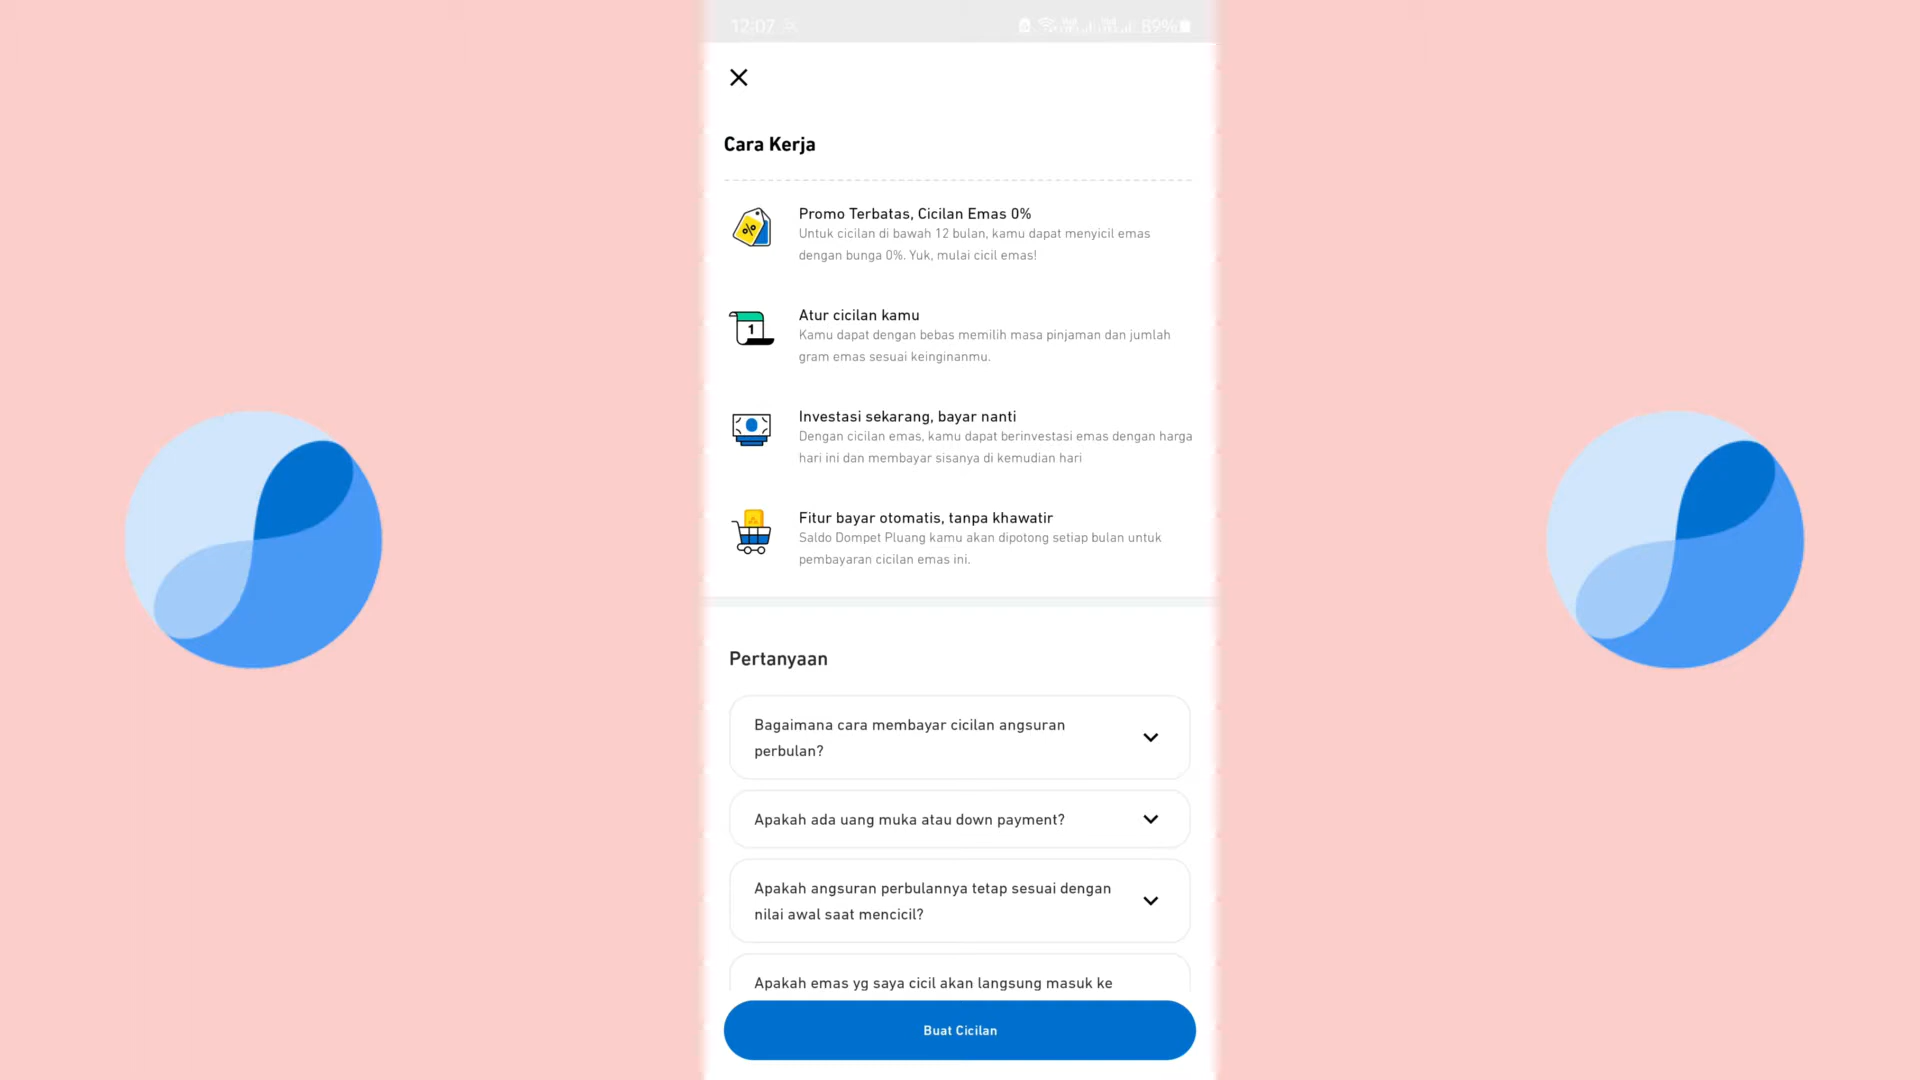 12:07
89%
Cara Kerja
Promo Terbatas, Cicilan Emas 0%
Untuk cicilan di bawah 12 bulan, kamu dapat menyicil emas
dengan bunga 0%. Yuk, mulai cicil emas!
1
Atur cicilan kamu
Kamu dapat dengan bebas memilih masa pinjaman dan jumlah
gram emas sesuai keinginanmu.
Investasi sekarang, bayar nanti
Dengan cicilan emas, kamu dapat berinvestasi emas dengan harga
hari ini dan membayar sisanya di kemudian hari
Fitur bayar otomatis, tanpa khawatir
Saldo Dompet Pluang kamu akan dipotong setiap bulan untuk
pembayaran cicilan emas ini.
Pertanyaan
Bagaimana cara membayar cicilan angsuran
perbulan?
Apakah ada uang muka atau down payment?
Apakah angsuran perbulannya tetap sesuai dengan
nilai awal saat mencicil?
Apakah emas yg saya cicil akan langsung masuk ke
Buat Cicilan